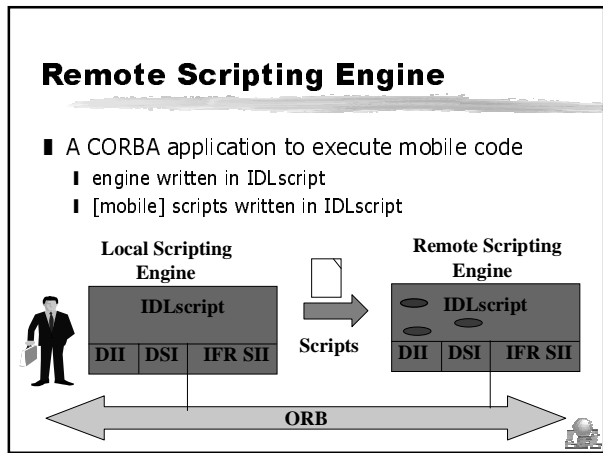 Remote Scripting Engine
A CORBA application to execute mobile code
engine written in IDLscript
[mobile] scripts written in IDLscript
Local Scripting
Engine
Remote Scripting
Engine
IDLscript
IDLscript
Scripts
DII DSI IFR SII
DII DSI IFR SII
ORB